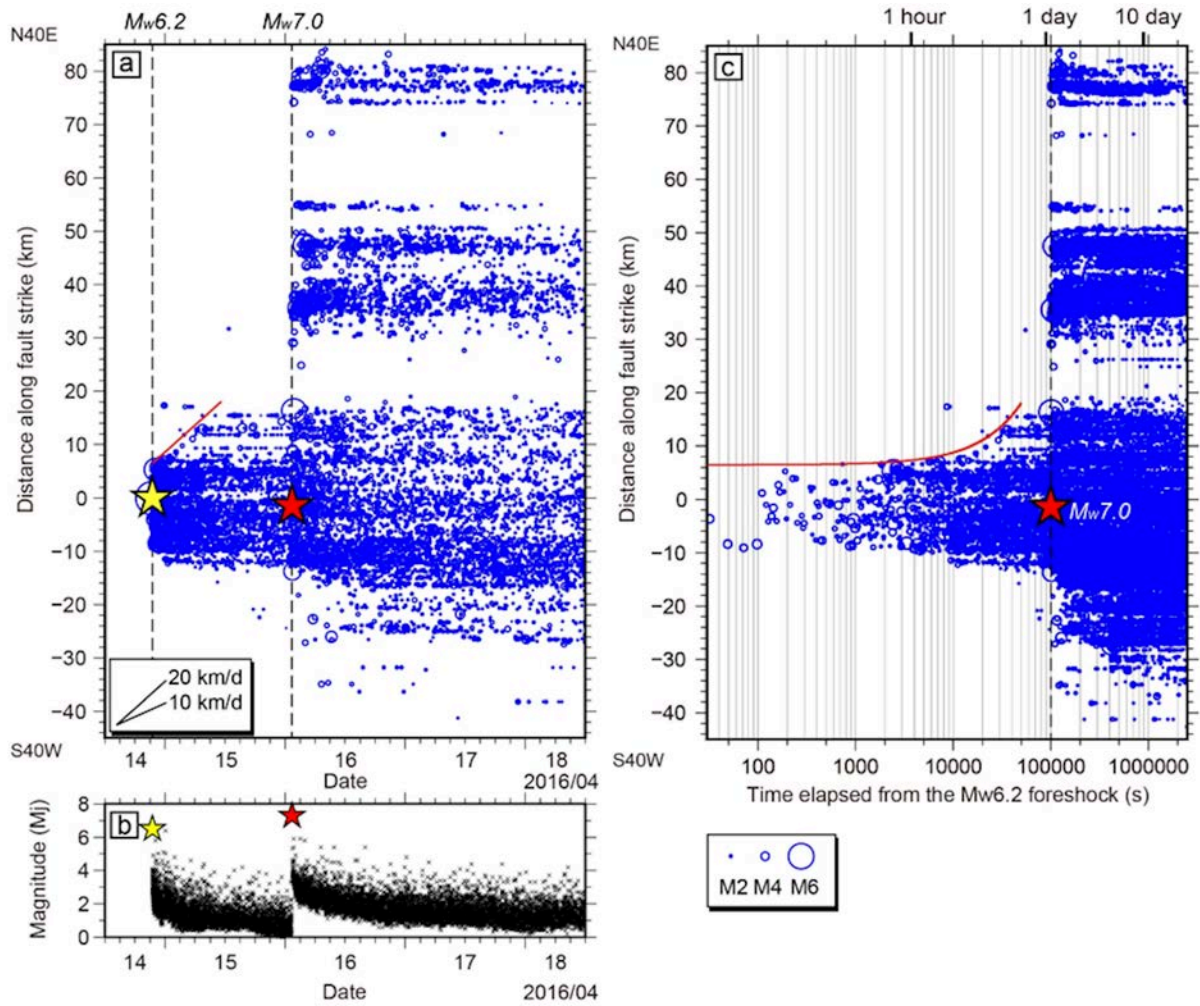 Mw6.2 Mw7.0
N40E
a
80
70
60
50
40
30
20
10
0
−10
−20
−30
−40
Distance along fault strike (km)
20 km/d
10 km/d
S40W
14 15 16 17 18
Date 2016/04
b
8
6
4
2
0
Magnitude (Mj)
14 15 16 17 18
Date 2016/04
1 hour 1 day 10 day
N40E
c
80
70
60
50
40
30
20
10
0
−10
−20
−30
−40
Distance along fault strike (km)
Mw7.0
S40W
100 1000 10000 100000 1000000
Time elapsed from the Mw6.2 foreshock (s)
M2 M4 M6